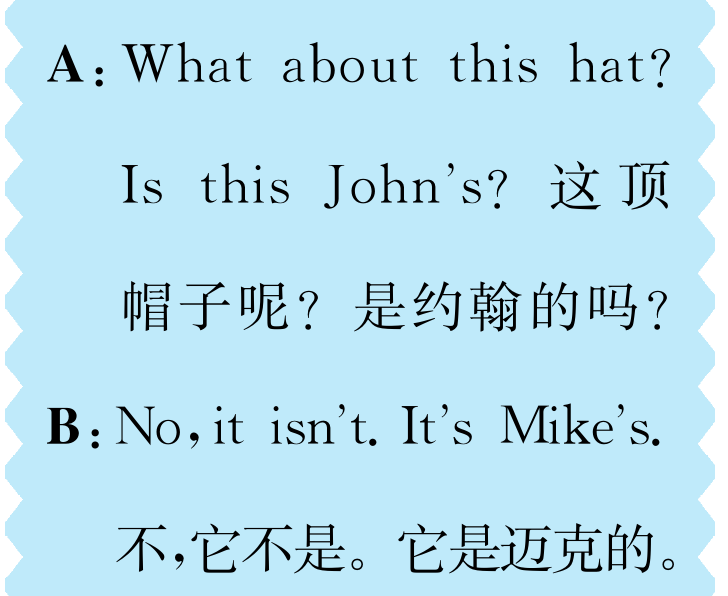 A: What about this hat?
Is this John's? 这顶
帽子呢? 是约翰的吗?
B: No, it isn't. It's Mike's.
不,它不是。它是迈克的。